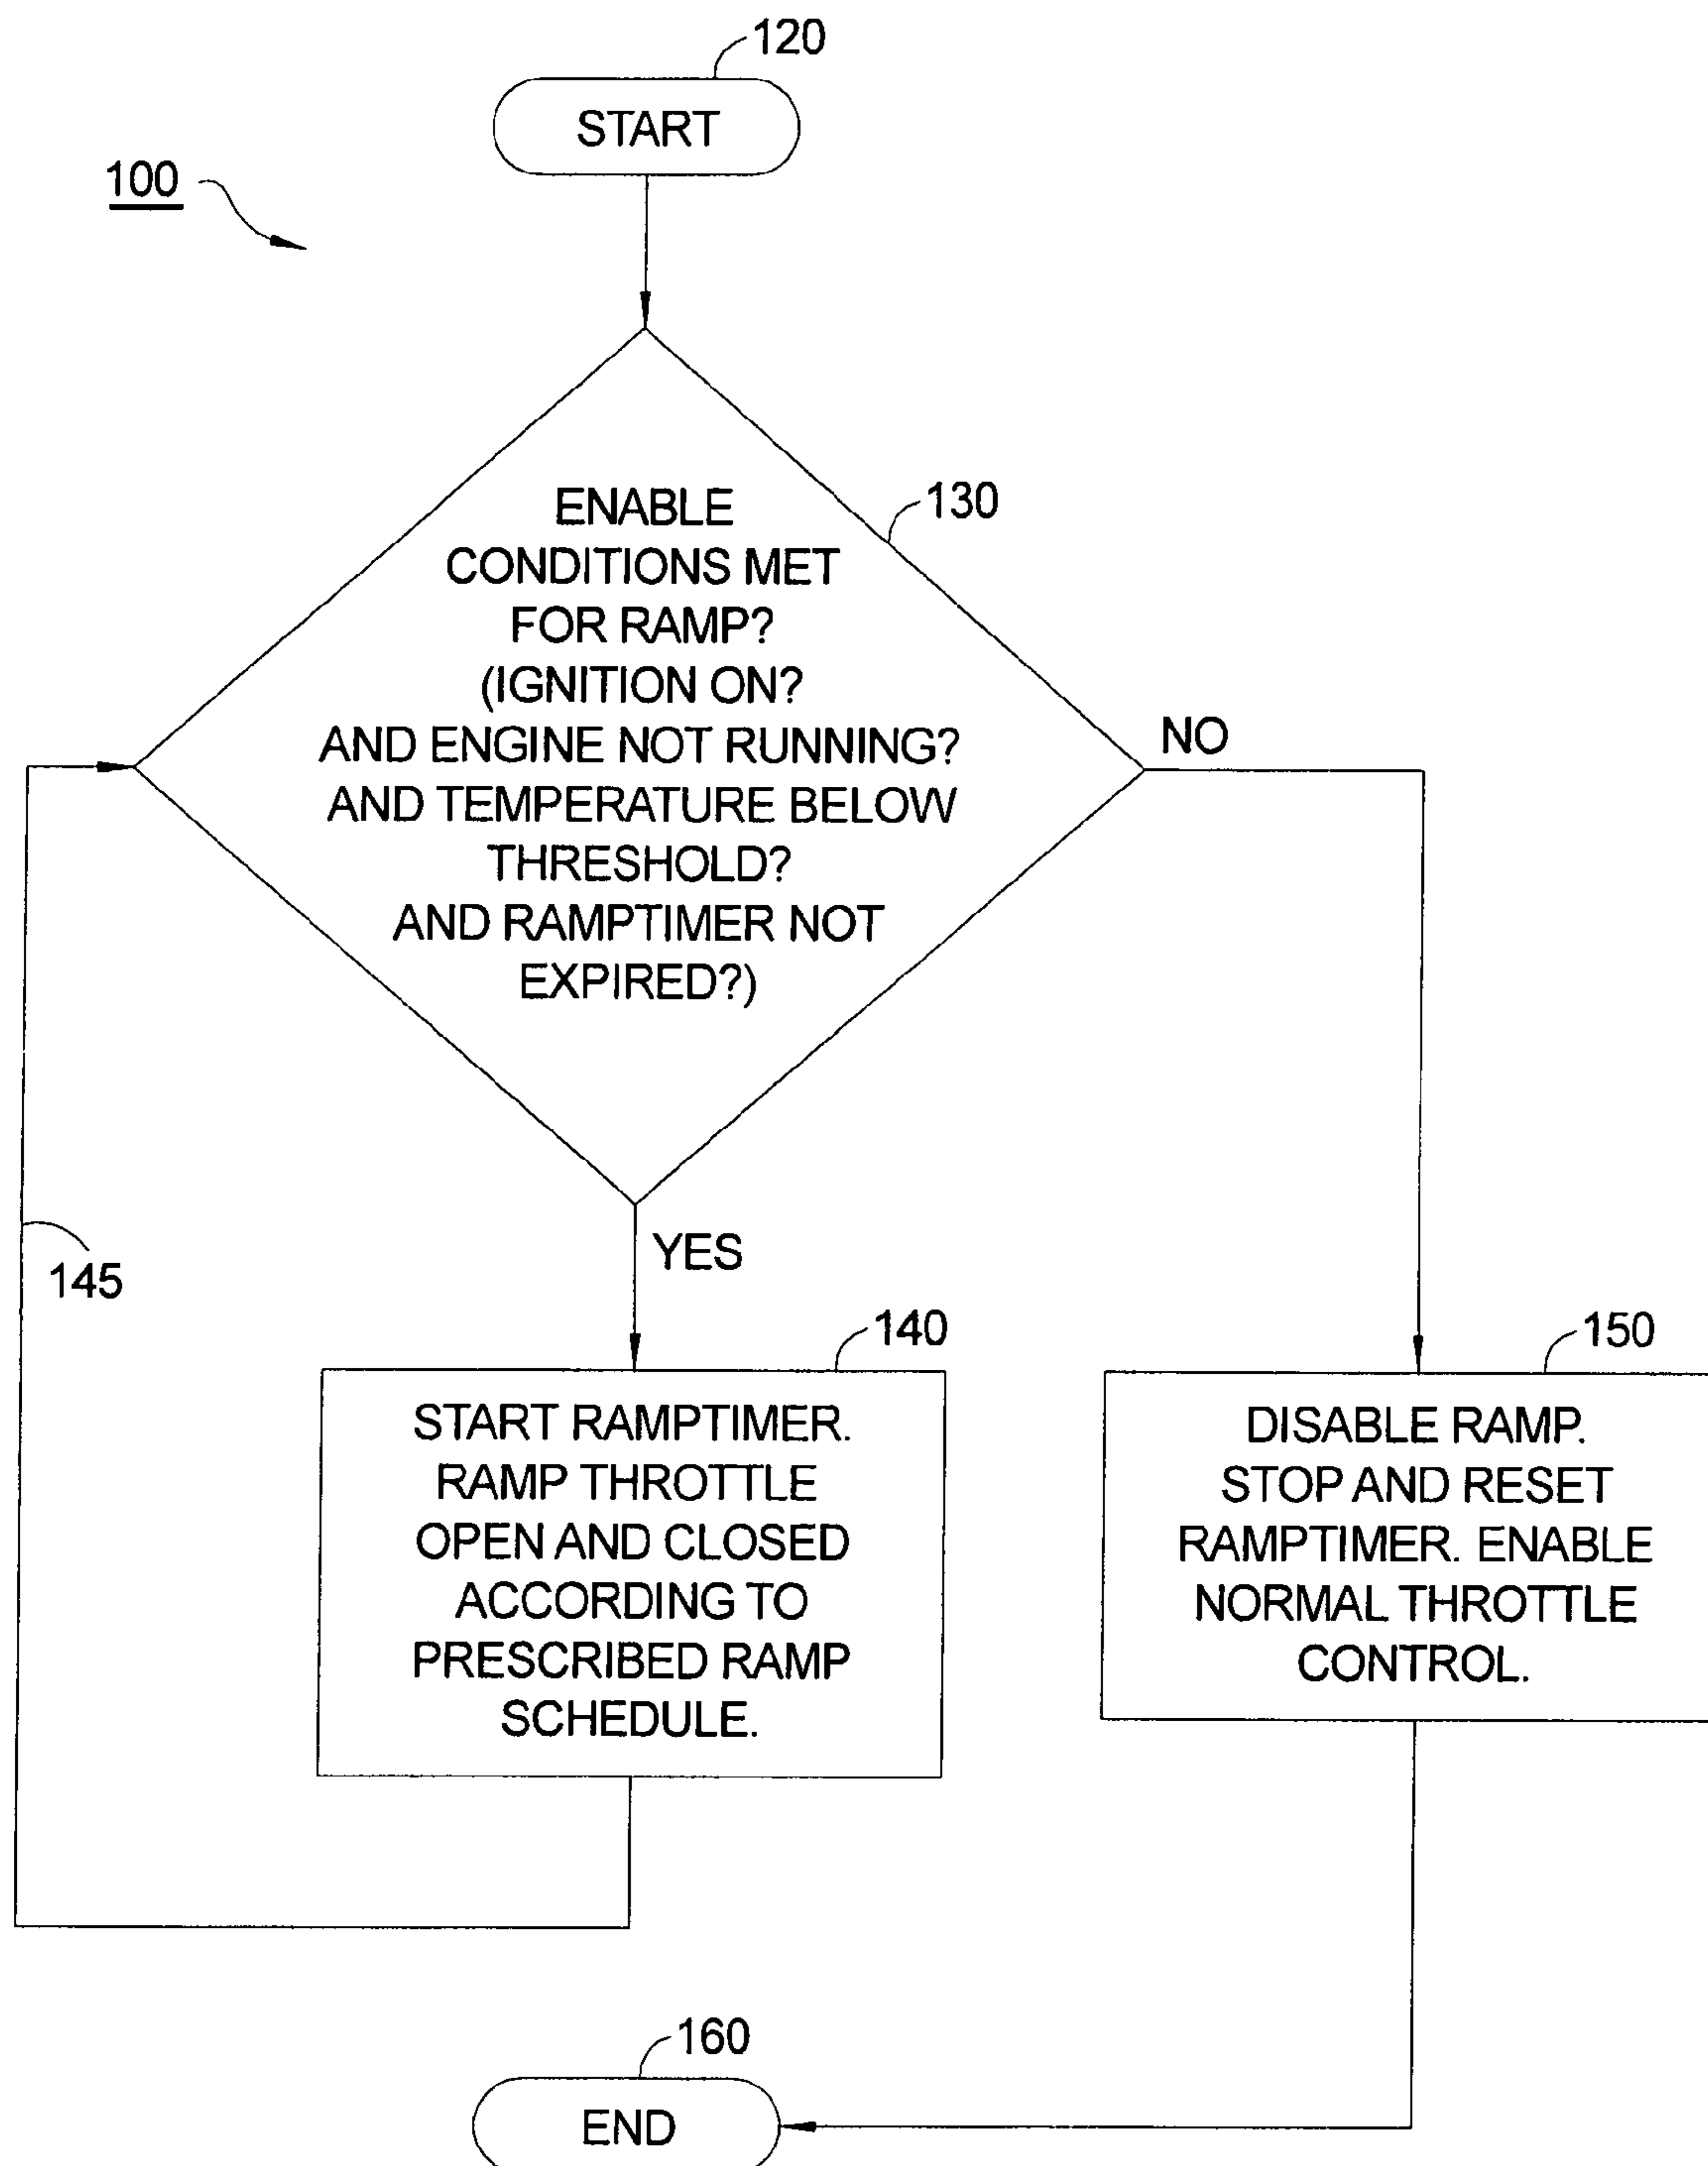 120
START
100
130
ENABLE
CONDITIONS MET
FOR RAMP?
(IGNITION ON?
AND ENGINE NOT RUNNING?
AND TEMPERATURE BELOW
THRESHOLD?
AND RAMPTIMER NOT
EXPIRED?)
NO
YES
145
140
START RAMPTIMER.
RAMP THROTTLE
OPEN AND CLOSED
ACCORDING TO
PRESCRIBED RAMP
SCHEDULE.
150
DISABLE RAMP.
STOP AND RESET
RAMPTIMER. ENABLE
NORMAL THROTTLE
CONTROL.
160
END